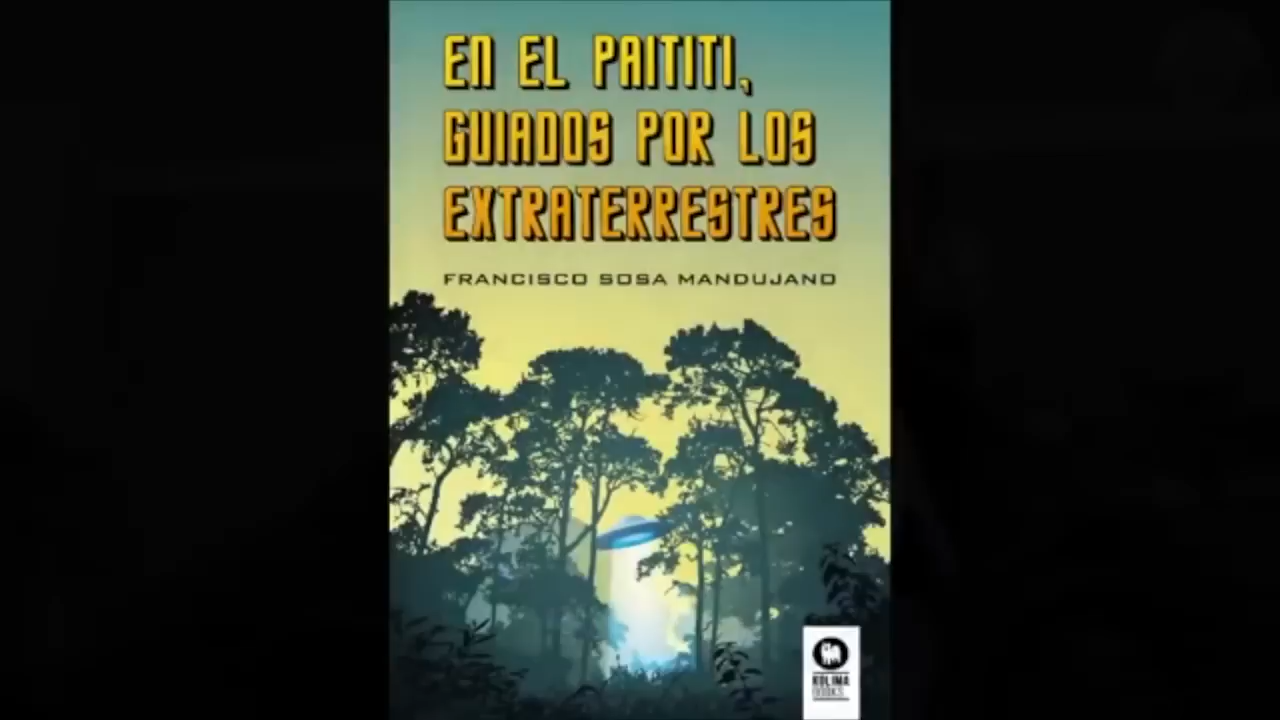 EN EL PAITITI,
GUIADOS POR LOS
EXTRATERRESTRES
FRANCISCO SOSA MANDUJANO
KOLIMA
BOOKS